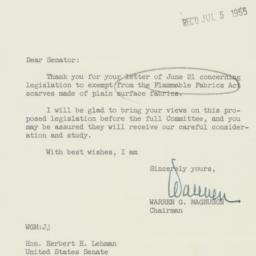 REC'D JUL 5 1955
Dear Senator:
Thank you for your letter of June 21 concerning
legislation to exempt from the Flammable Fabrics Act
scarves made of plain surface fabrics.
I will be glad to bring your views on this pro-
posed legislation before the full Committee, and you
may be assured they will receive our careful consider-
ation and study.
With best wishes, I am
Sincerely yours,
Warren
WARREN G. MAGNUSON
Chairman
WGM:Jj
Hon. Herbert H. Lehman
United States Senate